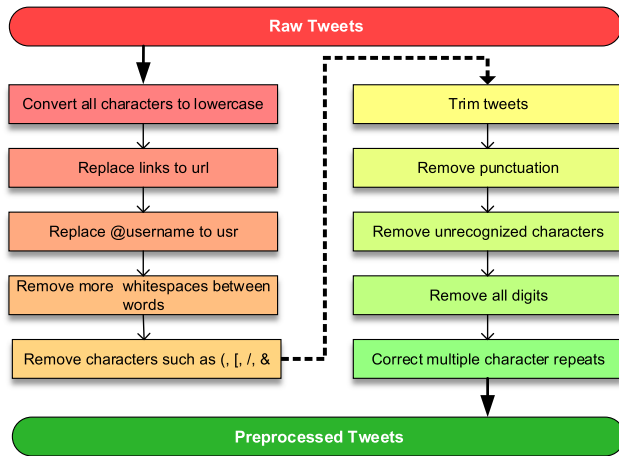 Raw Tweets
Convert all characters to lowercase
Replace links to url
Replace @username to usr
Remove more whitespaces between
words
Remove characters such as (, [, /, &
Trim tweets
Remove punctuation
Remove unrecognized characters
Remove all digits
Correct multiple character repeats
Preprocessed Tweets